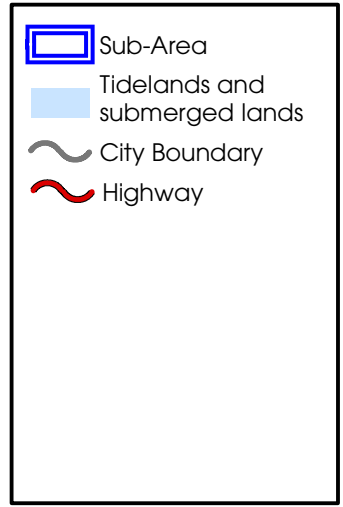 Sub-Area
Tidelands and
submerged lands
City Boundary
Highway